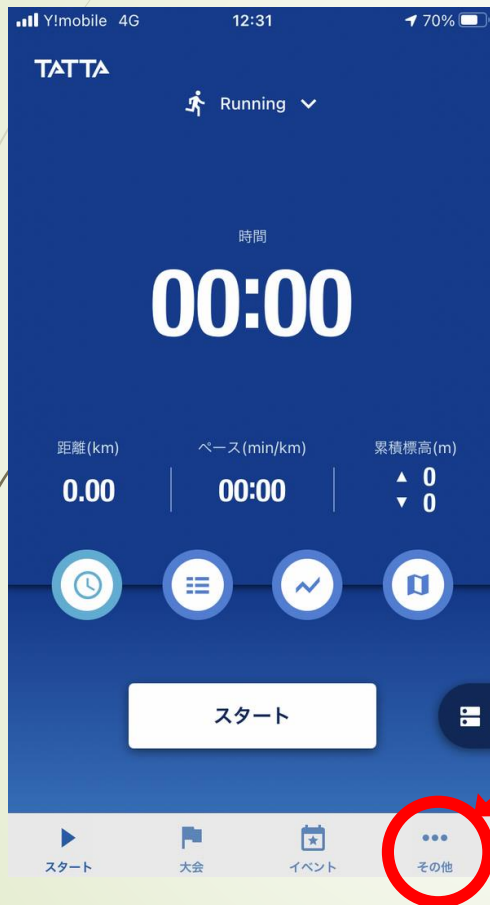 Y!mobile 4G 12:31 70%
TATTA
Running
時間
00:00
距離(km) ペース(min/km) 累積標高(m)
0.00 00:00 ▲ 0
▼ 0
スタート
スタート 大会 イベント その他